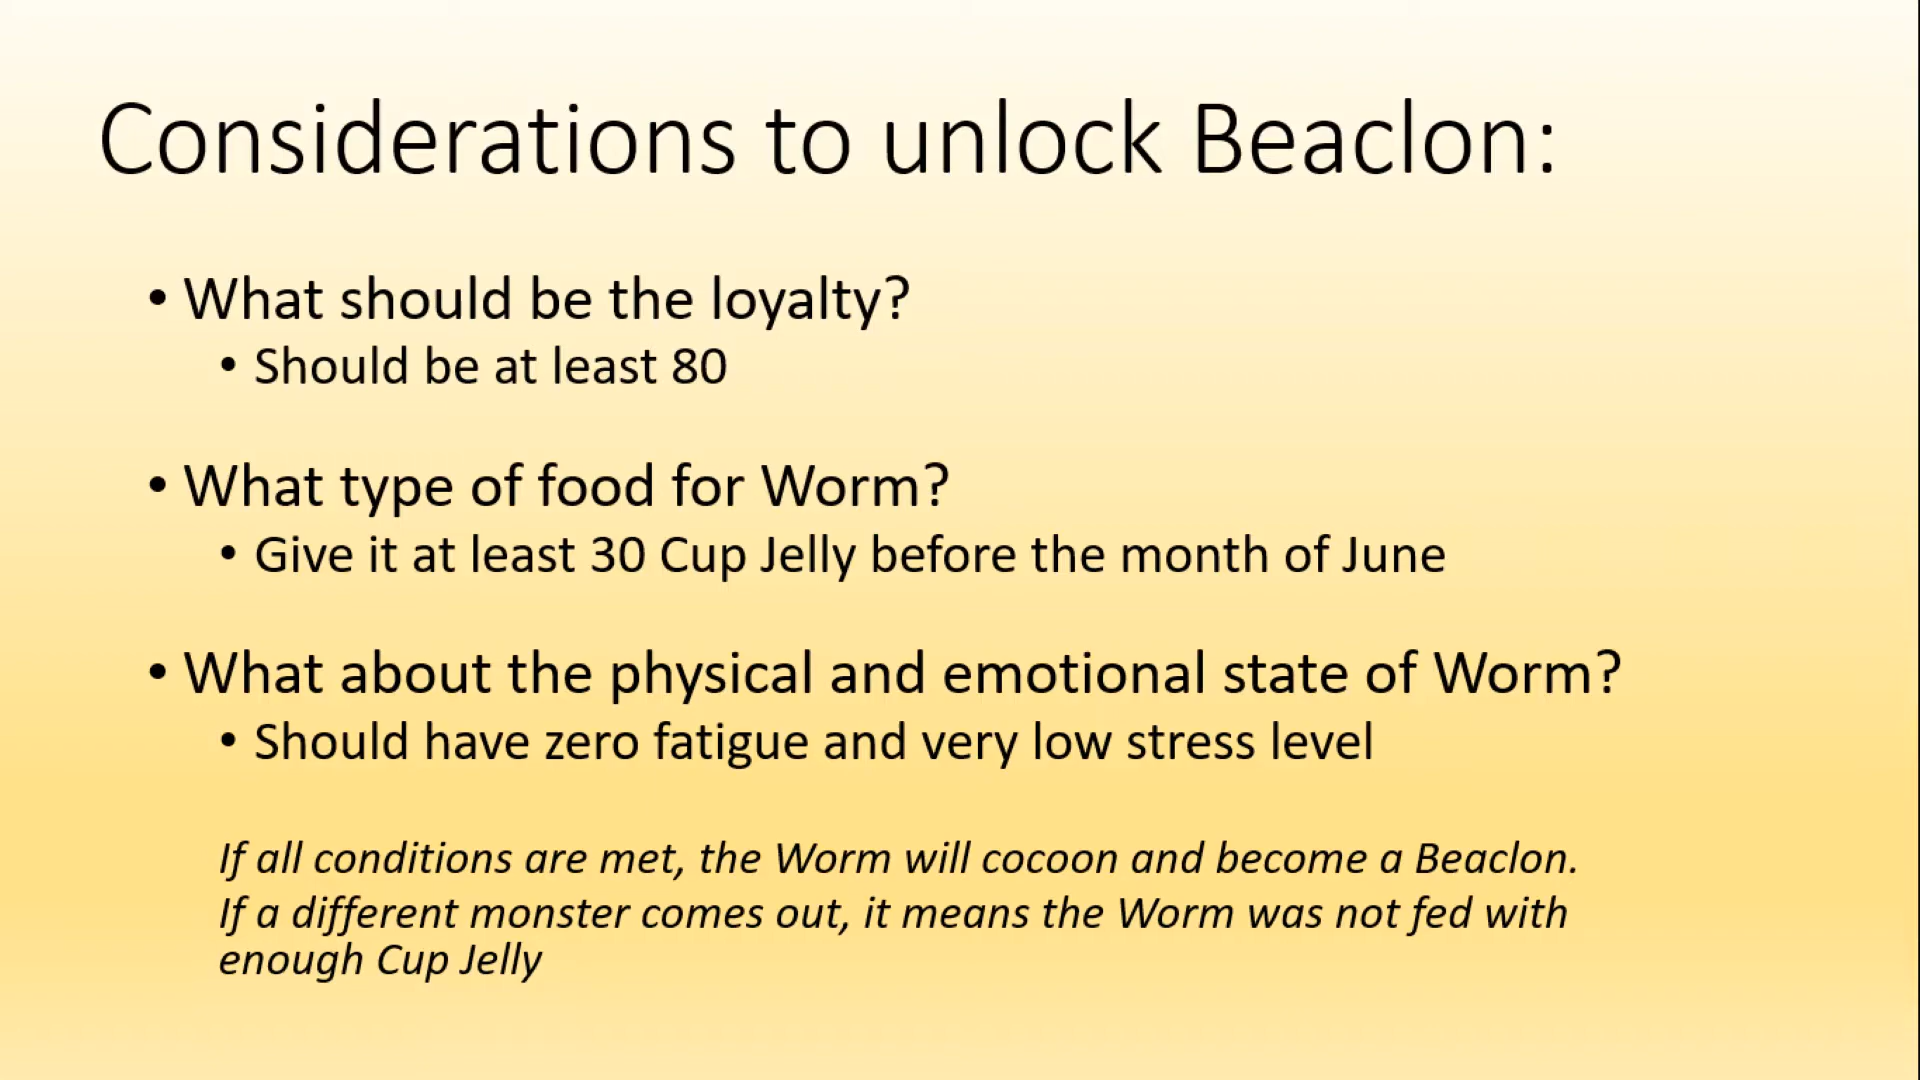 Considerations to unlock Beaclon:
• What should be the loyalty?
• Should be at least 80
• What type of food for Worm?
• Give it at least 30 Cup Jelly before the month of June
• What about the physical and emotional state of Worm?
• Should have zero fatigue and very low stress level
If all conditions are met, the Worm will cocoon and become a Beaclon.
If a different monster comes out, it means the Worm was not fed with
enough Cup Jelly